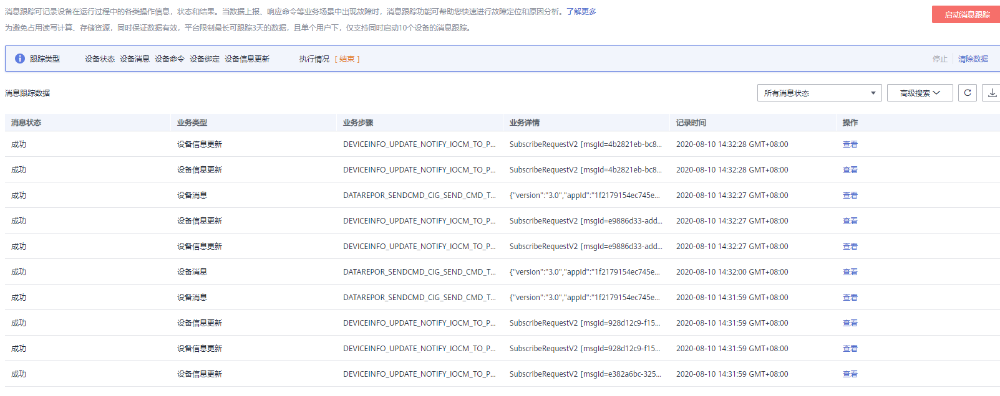 消息跟踪可记录设备在运行过程中的各类操作信息，状态和结果。当数据上报、响应命令等业务场景中出现故障时，消息跟踪功能可帮助您快速进行故障定位和原因分析。了解更多
启动消息跟踪
为避免占用读写计算、存储资源，同时保证数据有效，平台限制最长可跟踪3天的数据，且单个用户下，仅支持同时启动10个设备的消息跟踪。
跟踪类型 设备状态 设备消息 设备命令 设备绑定 设备信息更新 执行情况 [ 结束 ] 停止 清除数据
消息跟踪数据 所有消息状态 高级搜索
消息状态 业务类型 业务步骤 业务详情 记录时间 操作
成功 设备信息更新 DEVICEINFO_UPDATE_NOTIFY_IOCM_TO_P... SubscribeRequestV2 [msgId=4b2821eb-bc8... 2020-08-10 14:32:28 GMT+08:00 查看
成功 设备信息更新 DEVICEINFO_UPDATE_NOTIFY_IOCM_TO_P... SubscribeRequestV2 [msgId=4b2821eb-bc8... 2020-08-10 14:32:28 GMT+08:00 查看
成功 设备消息 DATAREPOR_SENDCMD_CIG_SEND_CMD_T... {"version":"3.0","appId":"1f2179154ec745e... 2020-08-10 14:32:27 GMT+08:00 查看
成功 设备信息更新 DEVICEINFO_UPDATE_NOTIFY_IOCM_TO_P... SubscribeRequestV2 [msgId=e9886d33-add... 2020-08-10 14:32:27 GMT+08:00 查看
成功 设备信息更新 DEVICEINFO_UPDATE_NOTIFY_IOCM_TO_P... SubscribeRequestV2 [msgId=e9886d33-add... 2020-08-10 14:32:27 GMT+08:00 查看
成功 设备消息 DATAREPOR_SENDCMD_CIG_SEND_CMD_T... {"version":"3.0","appId":"1f2179154ec745e... 2020-08-10 14:32:00 GMT+08:00 查看
成功 设备消息 DATAREPOR_SENDCMD_CIG_SEND_CMD_T... {"version":"3.0","appId":"1f2179154ec745e... 2020-08-10 14:31:59 GMT+08:00 查看
成功 设备信息更新 DEVICEINFO_UPDATE_NOTIFY_IOCM_TO_P... SubscribeRequestV2 [msgId=928d12c9-f15... 2020-08-10 14:31:59 GMT+08:00 查看
成功 设备信息更新 DEVICEINFO_UPDATE_NOTIFY_IOCM_TO_P... SubscribeRequestV2 [msgId=928d12c9-f15... 2020-08-10 14:31:59 GMT+08:00 查看
成功 设备信息更新 DEVICEINFO_UPDATE_NOTIFY_IOCM_TO_P... SubscribeRequestV2 [msgId=e382a6bc-325... 2020-08-10 14:31:59 GMT+08:00 查看